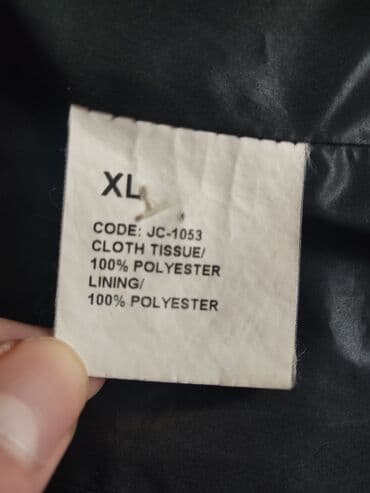 XL
CODE: JC-1053
CLOTH TISSUE/
100% POLYESTER
LINING/
100% POLYESTER